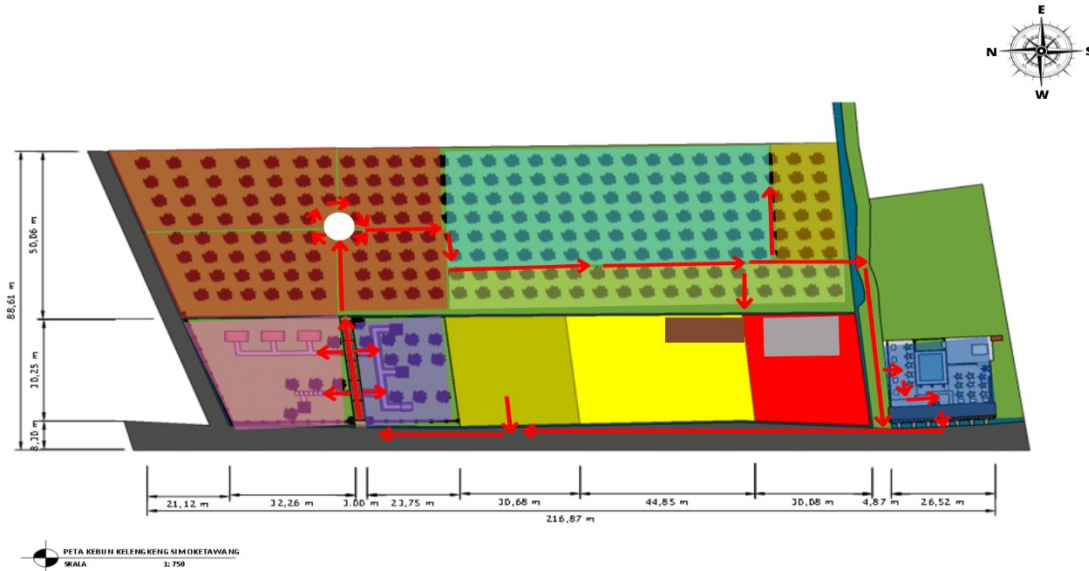 E
N
S
W
50,06 m
88,61 m
30,25 m
8,30 m
21,12 m
32,26 m
3,00 m
23,75 m
30,68 m
44,85 m
30,08 m
4,87 m
26,52 m
216,87 m
PETA KEBUN KELENGKENG SIMOKETAWANG
SKALA 1: 750